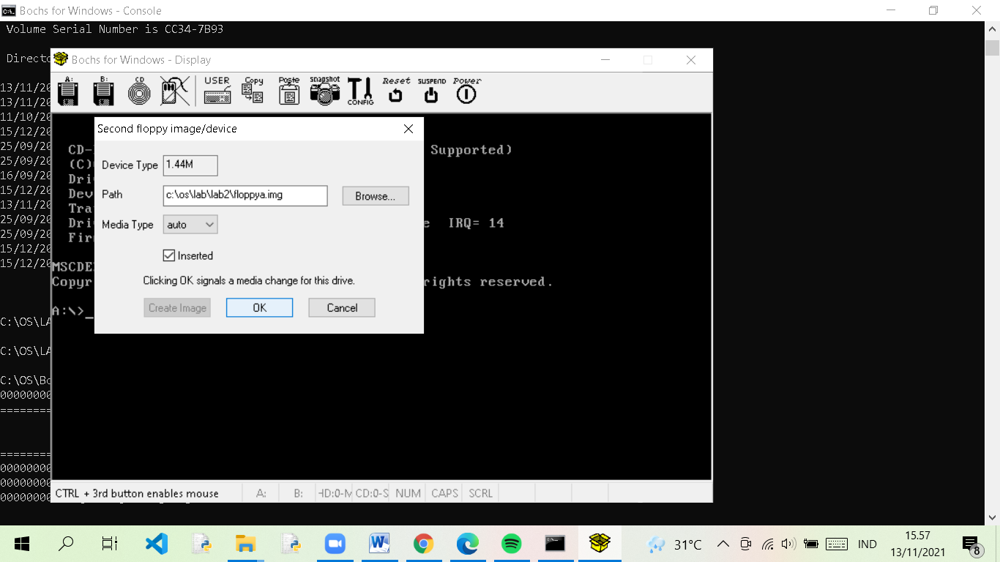 Bochs for Windows - Console
Volume Serial Number is CC34-7B93
Directo
Bochs for Windows - Display
A: B: CD USER Copy Paste snapshot CONFIG Reset SUSPEND Power
13/11/20
13/11/20
11/10/20
15/12/20
25/09/20
25/09/20
16/09/20
15/12/20
13/11/20
25/09/20
25/09/20
15/12/20
15/12/20
C:\OS\LA
C:\OS\LA
C:\OS\Bo
00000000
========
========
00000000
00000000
00000000
Second floppy image/device
Device Type 1.44M
Path c:\os\lab\lab2\floppya.img Browse...
Media Type auto
Inserted
Clicking OK signals a media change for this drive.
Create Image OK Cancel
CD- Supported)
(C)
Dri
Dev
Tra
Dri e IRQ= 14
Fir
MSCDE
Copyr rights reserved.
A:\>_
CTRL + 3rd button enables mouse A: B: HD:0-M CD:0-S NUM CAPS SCRL
31°C IND 15.57
13/11/2021 8